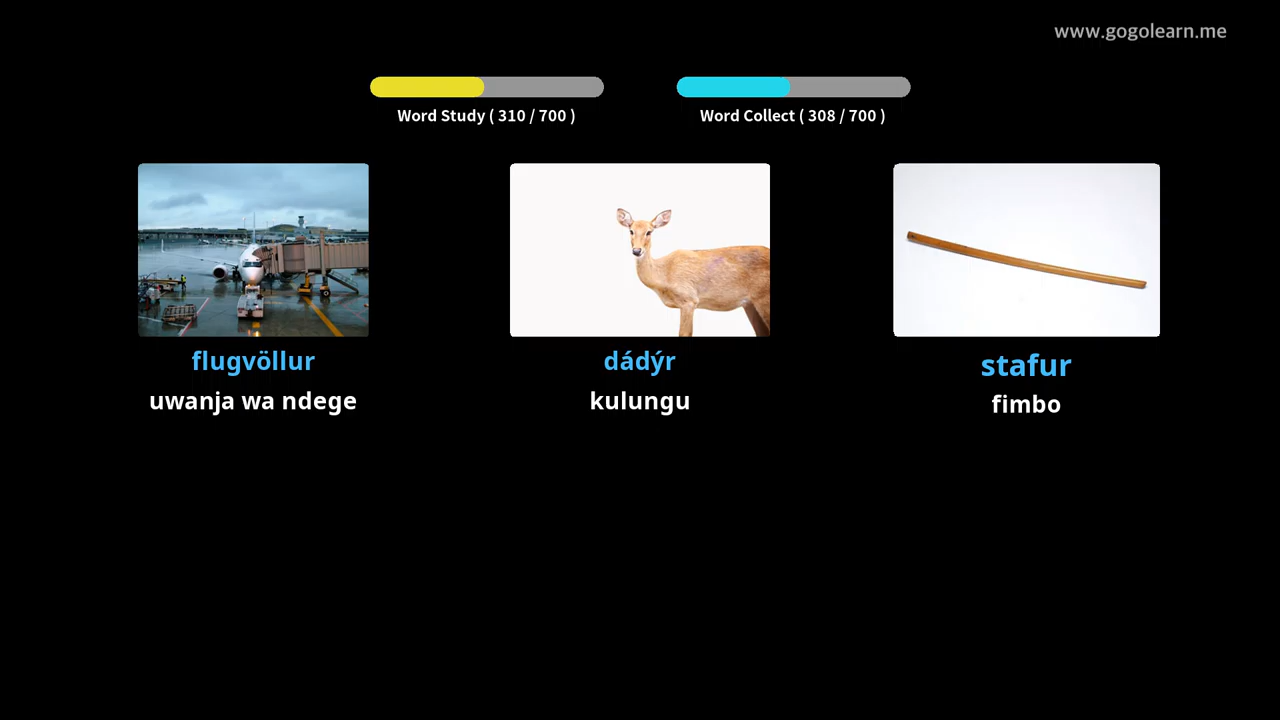 www.gogolearn.me
Word Study ( 310 / 700 )
Word Collect ( 308 / 700 )
flugvöllur
uwanja wa ndege
dádýr
kulungu
stafur
fimbo